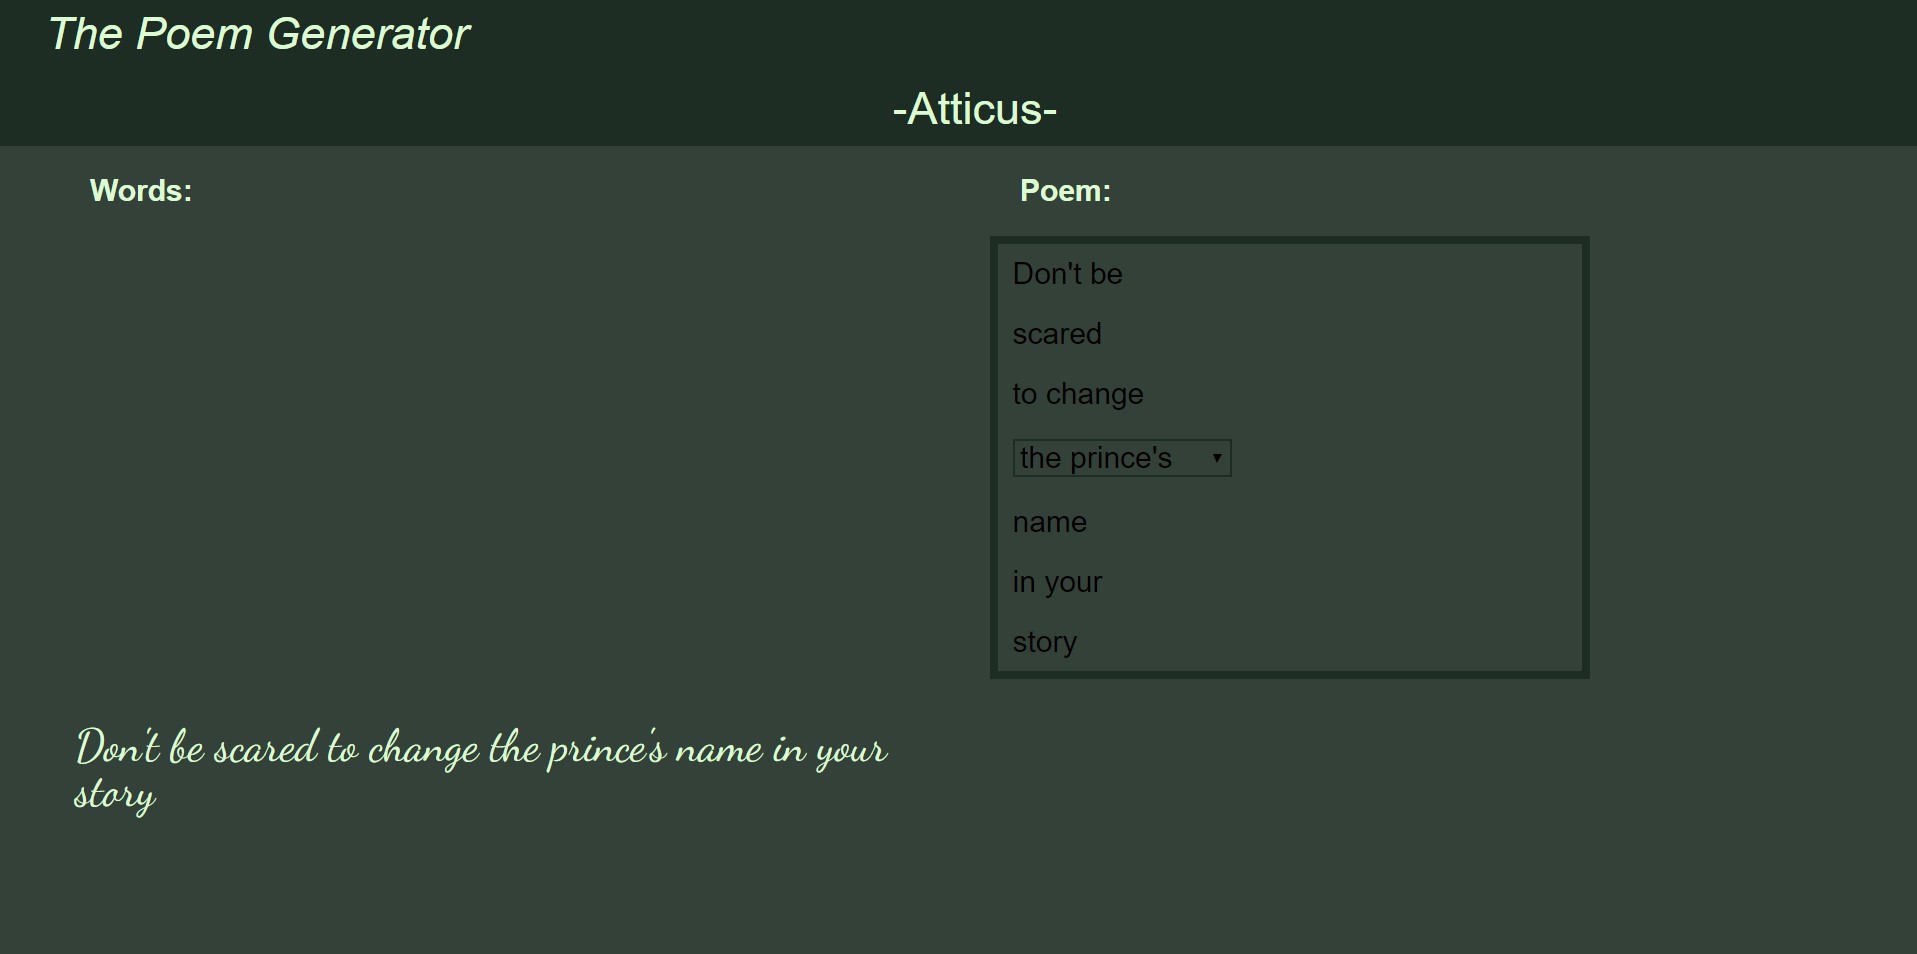 The Poem Generator
-Atticus-
Words:
Poem:
Don't be
scared
to change
the prince's
name
in your
story
Don't be scared to change the prince's name in your
story